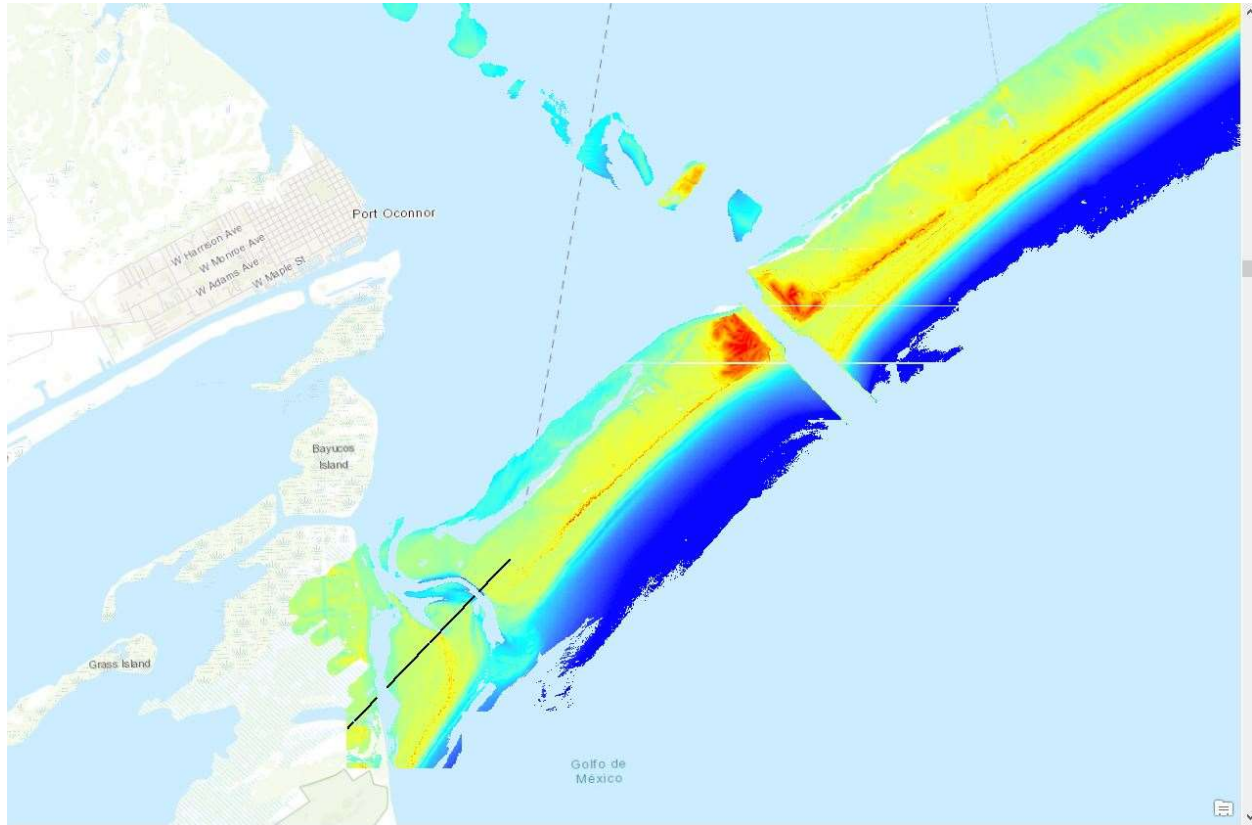 Port Oconnor
W Harrison Ave
W Monroe Ave
W Adams Ave
W Maple St
Bayucos
Island
Grass Island
Golfo de
México